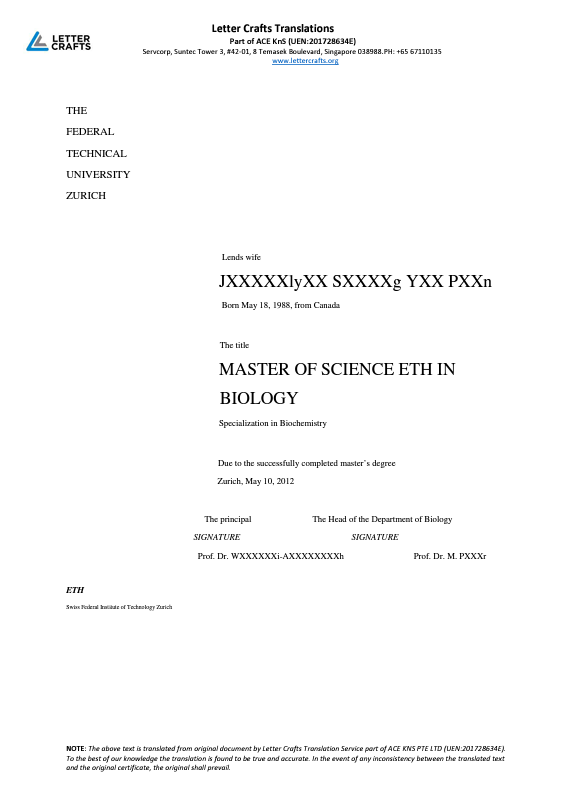 LETTER
CRAFTS
Letter Crafts Translations
Part of ACE KnS (UEN:201728634E)
Servcorp, Suntec Tower 3, #42-01, 8 Temasek Boulevard, Singapore 038988.PH: +65 67110135
www.lettercrafts.org
THE
FEDERAL
TECHNICAL
UNIVERSITY
ZURICH
Lends wife
JXXXXXlyXX SXXXXg YXX PXXn
Born May 18, 1988, from Canada
The title
MASTER OF SCIENCE ETH IN
BIOLOGY
Specialization in Biochemistry
Due to the successfully completed master's degree
Zurich, May 10, 2012
The principal The Head of the Department of Biology
SIGNATURE SIGNATURE
Prof. Dr. WXXXXXXi-AXXXXXXXXh Prof. Dr. M. PXXXr
ETH
Swiss Federal Institute of Technology Zurich
NOTE: The above text is translated from original document by Letter Crafts Translation Service part of ACE KNS PTE LTD (UEN:201728634E).
To the best of our knowledge the translation is found to be true and accurate. In the event of any inconsistency between the translated text
and the original certificate, the original shall prevail.